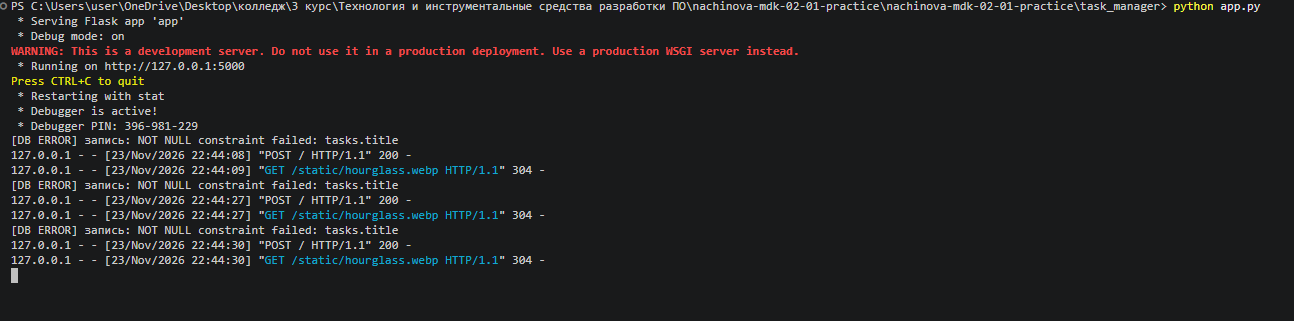 PS C:\Users\user\OneDrive\Desktop\колледж\3 курс\Технология и инструментальные средства разработки ПО\nachinova-mdk-02-01-practice\nachinova-mdk-02-01-practice\task_manager> python app.py
* Serving Flask app 'app'
* Debug mode: on
WARNING: This is a development server. Do not use it in a production deployment. Use a production WSGI server instead.
* Running on http://127.0.0.1:5000
Press CTRL+C to quit
* Restarting with stat
* Debugger is active!
* Debugger PIN: 396-981-229
[DB ERROR] запись: NOT NULL constraint failed: tasks.title
127.0.0.1 - - [23/Nov/2026 22:44:08] "POST / HTTP/1.1" 200 -
127.0.0.1 - - [23/Nov/2026 22:44:09] "GET /static/hourglass.webp HTTP/1.1" 304 -
[DB ERROR] запись: NOT NULL constraint failed: tasks.title
127.0.0.1 - - [23/Nov/2026 22:44:27] "POST / HTTP/1.1" 200 -
127.0.0.1 - - [23/Nov/2026 22:44:27] "GET /static/hourglass.webp HTTP/1.1" 304 -
[DB ERROR] запись: NOT NULL constraint failed: tasks.title
127.0.0.1 - - [23/Nov/2026 22:44:30] "POST / HTTP/1.1" 200 -
127.0.0.1 - - [23/Nov/2026 22:44:30] "GET /static/hourglass.webp HTTP/1.1" 304 -